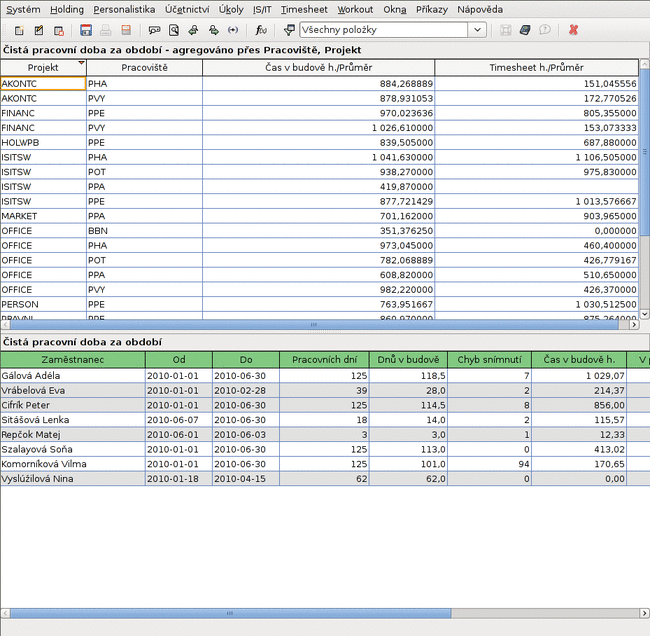 Systém Holding Personalistika Účetnictví Úkoly IS/IT Timesheet Workout Okna Příkazy Nápověda
f(x) Všechny položky
Čistá pracovní doba za období - agregováno přes Pracoviště, Projekt
Projekt Pracoviště Čas v budově h./Průměr Timesheet h./Průměr
AKONTC PHA 884,268889 151,045556
AKONTC PVY 878,931053 172,770526
FINANC PPE 970,023636 805,355000
FINANC PVY 1 026,610000 153,073333
HOLWPB PPE 839,505000 687,880000
ISITSW PHA 1 041,630000 1 106,505000
ISITSW POT 938,270000 975,830000
ISITSW PPA 419,870000
ISITSW PPE 877,721429 1 013,576667
MARKET PPA 701,162000 903,965000
OFFICE BBN 351,376250 0,000000
OFFICE PHA 973,045000 460,400000
OFFICE POT 782,068889 426,779167
OFFICE PPA 608,820000 510,650000
OFFICE PVY 982,220000 426,370000
PERSON PPE 763,951667 1 030,512500
PRAVNI PPE 860,970000 875,264000
Čistá pracovní doba za období
Zaměstnanec Od Do Pracovních dní Dnů v budově Chyb snímnutí Čas v budově h. V p
Gálová Adéla 2010-01-01 2010-06-30 125 118,5 7 1 029,07
Vrábelová Eva 2010-01-01 2010-02-28 39 28,0 2 214,37
Cifrík Peter 2010-01-01 2010-06-30 125 114,5 8 856,00
Sitášová Lenka 2010-06-07 2010-06-30 18 14,0 2 115,57
Repčok Matej 2010-06-01 2010-06-03 3 3,0 1 12,33
Szalayová Soňa 2010-01-01 2010-06-30 125 113,0 0 413,02
Komorníková Vilma 2010-01-01 2010-06-30 125 101,0 94 170,65
Vyslúžilová Nina 2010-01-18 2010-04-15 62 62,0 0 0,00